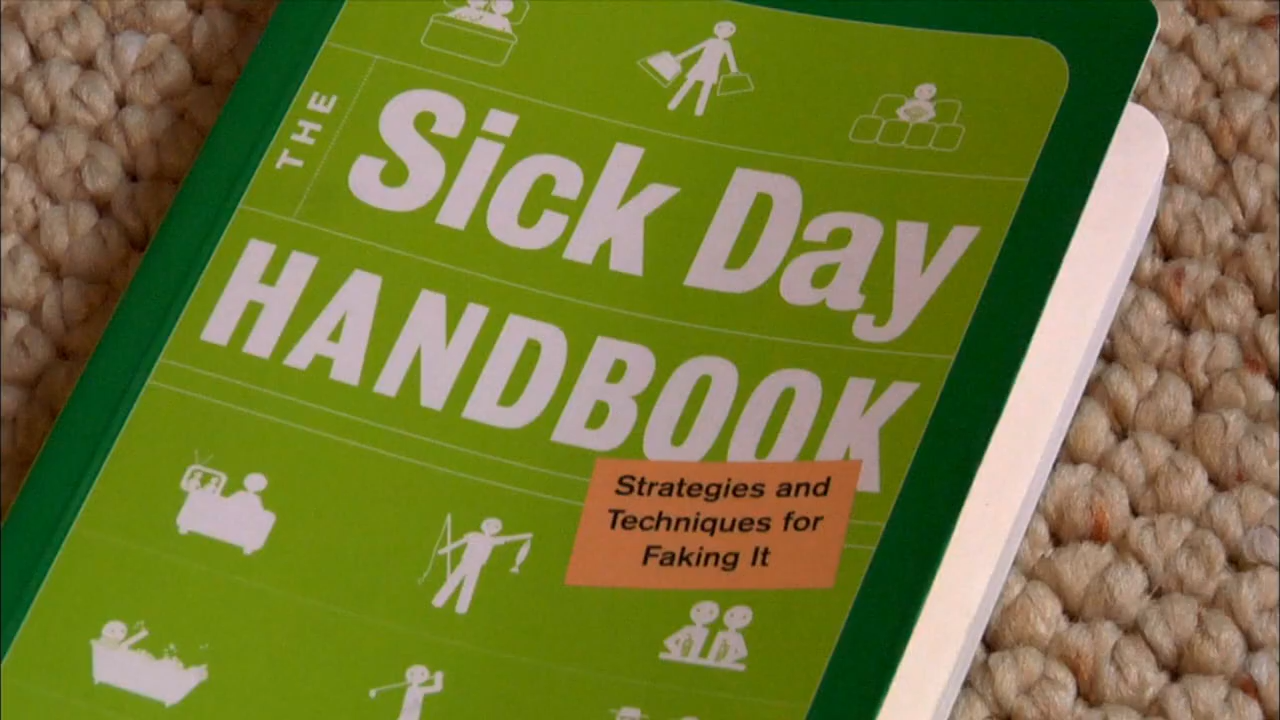 THE
Sick Day
HANDBOOK
Strategies and
Techniques for
Faking It